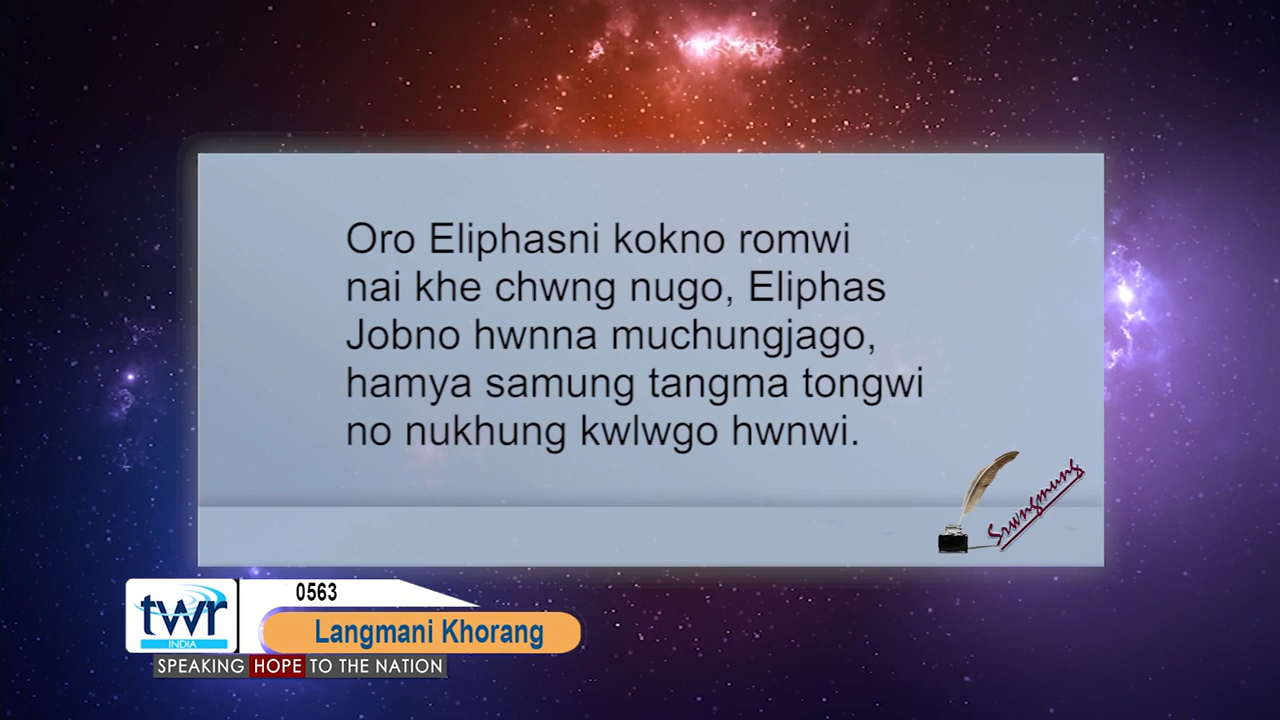 Oro Eliphasni kokno romwi
nai khe chwng nugo, Eliphas
Jobno hwnna muchungjago,
hamya samung tangma tongwi
no nukhung kwlwgo hwnwi.
Srwngmung
twr
INDIA
0563
Langmani Khorang
SPEAKING HOPE TO THE NATION